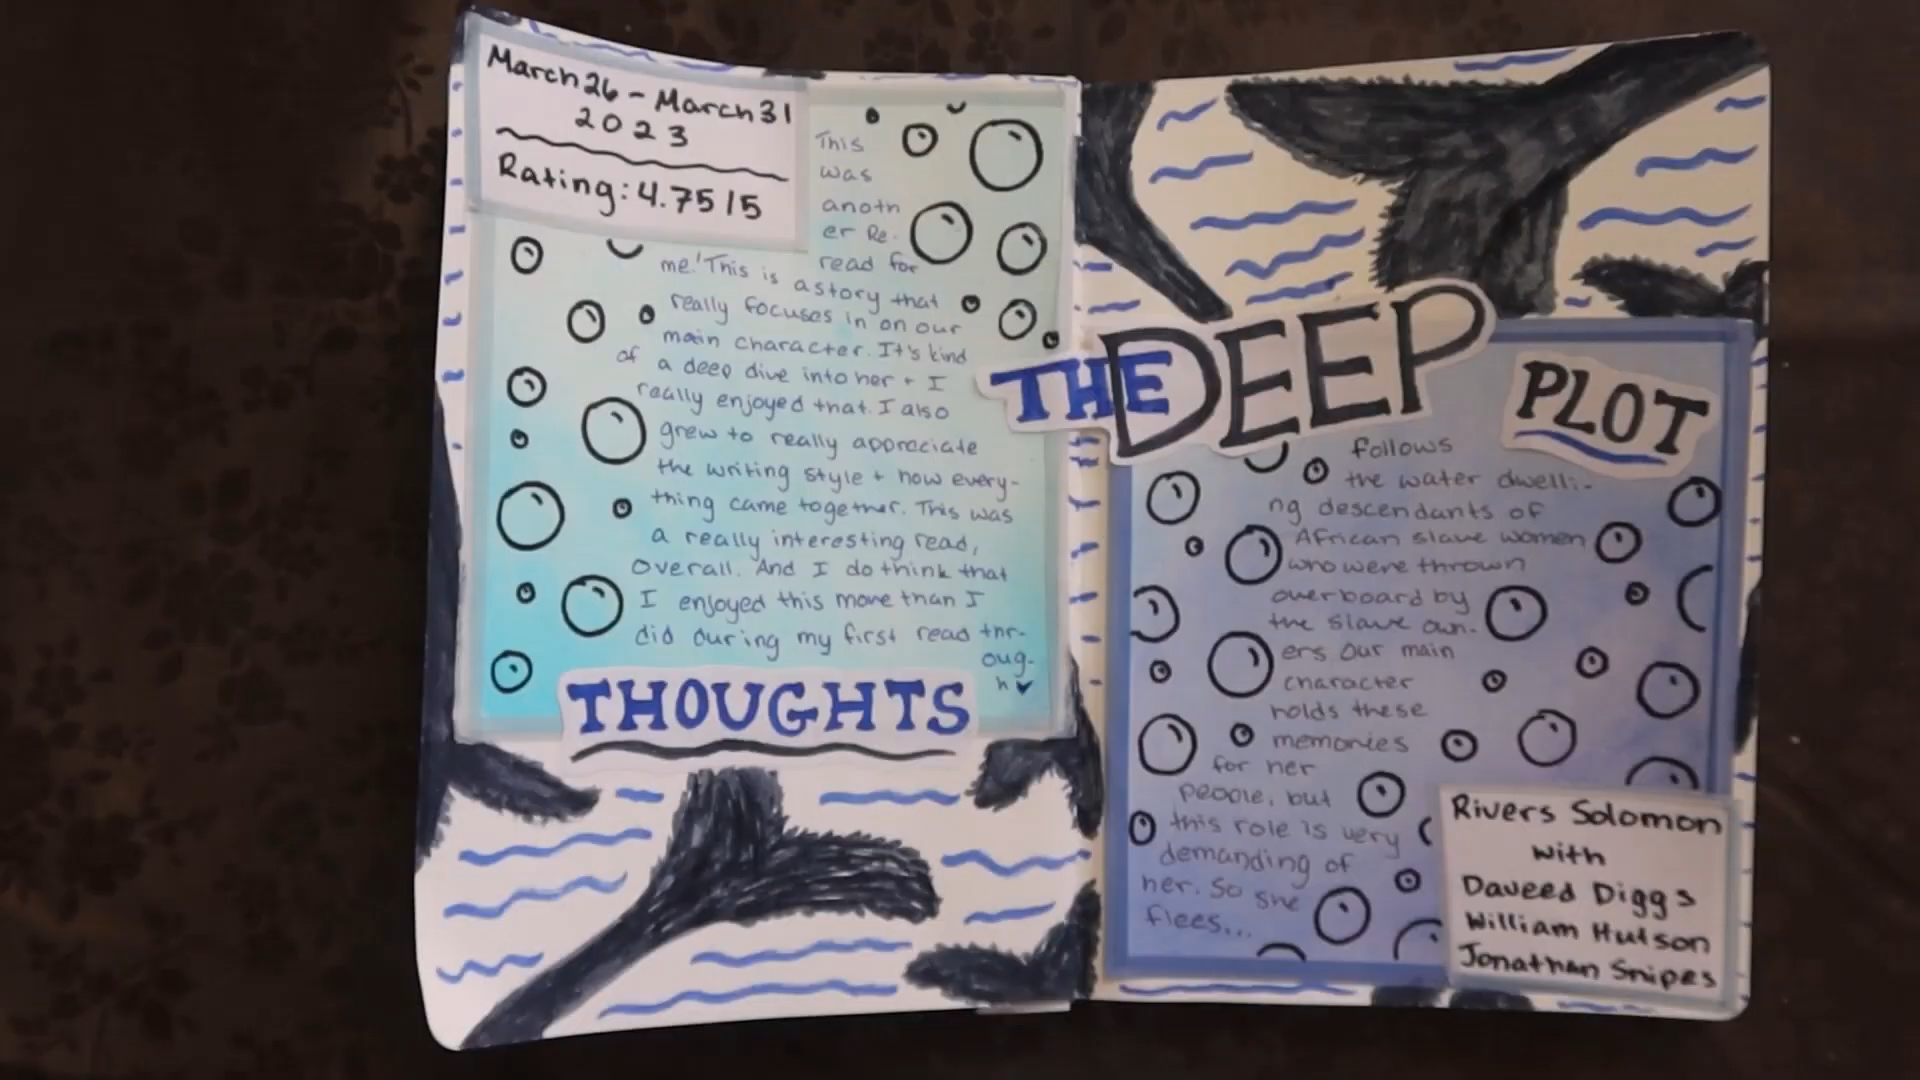 March 26 - March 31
2023
Rating: 4.75/5
This
was
anoth
er Re-
read for
me! This is a story that
really focuses in on our
main character. It's kind
of a deep dive into her + I
really enjoyed that. I also
grew to really appreciate
the writing style + how every-
thing came together. This was
a really interesting read,
overall. And I do think that
I enjoyed this more than I
did during my first read thr-
oug-
h
THOUGHTS
THE DEEP
PLOT
follows
the water dwelli-
ng descendants of
African slave women
who were thrown
overboard by
the slave own-
ers Our main
character
holds these
memories
for her
people, but
this role is very
demanding of
her. So she
flees...
Rivers Solomon
with
Daveed Diggs
William Hutson
Jonathan Snipes